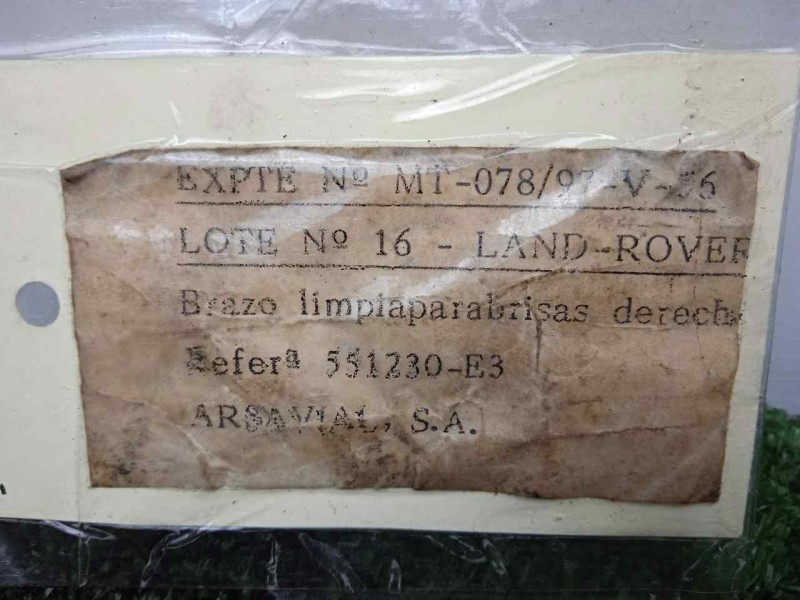 EXPTE Nº MT-078/97-V-56
LOTE Nº 16 - LAND-ROVER
Brazo limpiaparabrisas derecho
Referª 551230-E3
ARSAVIAL, S.A.